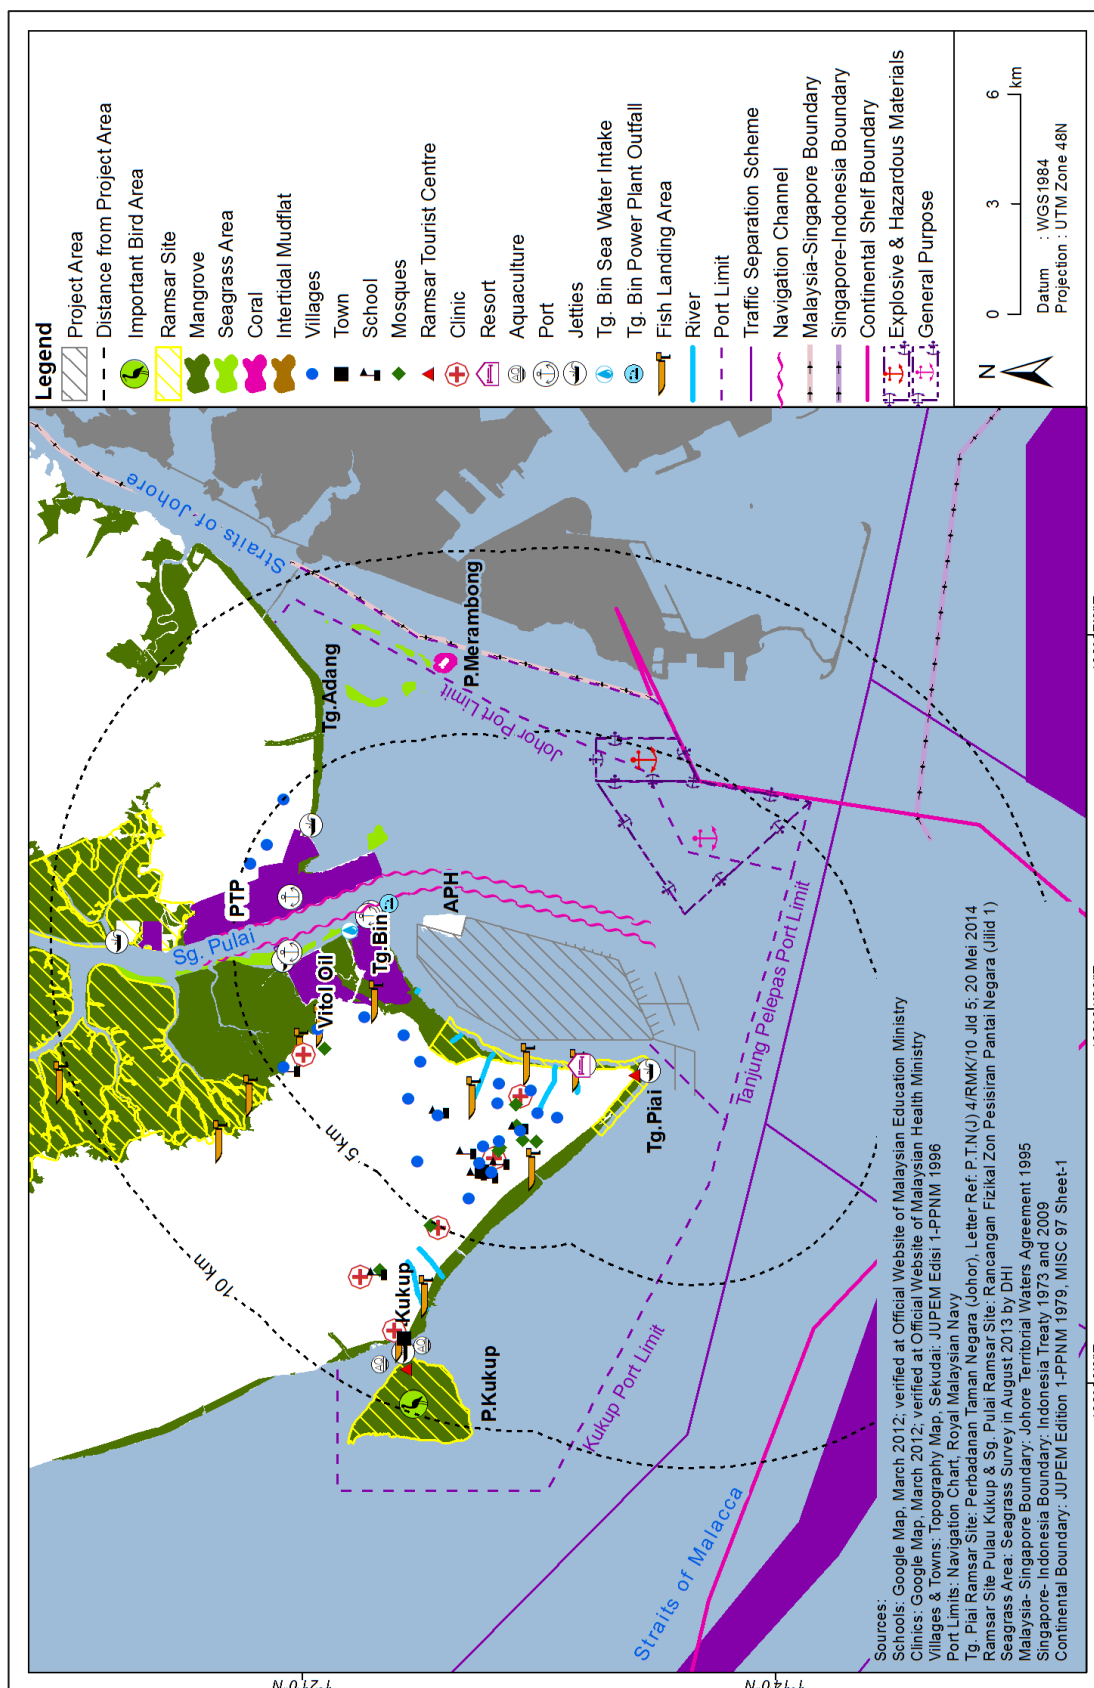 Legend
Project Area
Distance from Project Area
Important Bird Area
Ramsar Site
Mangrove
Seagrass Area
Coral
Intertidal Mudflat
Villages
Town
School
Mosques
Ramsar Tourist Centre
Clinic
Resort
Aquaculture
Port
Jetties
Tg. Bin Sea Water Intake
Tg. Bin Power Plant Outfall
Fish Landing Area
River
Port Limit
Traffic Separation Scheme
Navigation Channel
Malaysia-Singapore Boundary
Singapore-Indonesia Boundary
Continental Shelf Boundary
Explosive & Hazardous Materials
General Purpose
N
0 3 6
km
Datum : WGS1984
Projection : UTM Zone 48N
Straits of Johore
P.Merambong
Tg.Adang
Johor Port Limit
PTP
Sg. Pulai
APH
Tg.Bin
Vitol Oil
Tanjung Pelepas Port Limit
Tg.Piai
5 km
10 km
Kukup
P.Kukup
Kukup Port Limit
Straits of Malacca
Sources:
Schools: Google Map, March 2012; verified at Official Website of Malaysian Education Ministry
Clinics: Google Map, March 2012; verified at Official Website of Malaysian Health Ministry
Villages & Towns: Topography Map, Sekudai: JUPEM Edisi 1-PPNM 1996
Port Limits: Navigation Chart, Royal Malaysian Navy
Tg. Piai Ramsar Site: Perbadanan Taman Negara (Johor), Letter Ref: P.T.N(J) 4/RMK/10 Jld 5; 20 Mei 2014
Ramsar Site Pulau Kukup & Sg. Pulai Ramsar Site: Rancangan Fizikal Zon Pesisiran Pantai Negara (Jilid 1)
Seagrass Area: Seagrass Survey in August 2013 by DHI
Malaysia- Singapore Boundary: Johore Territorial Waters Agreement 1995
Singapore- Indonesia Boundary: Indonesia Treaty 1973 and 2009
Continental Boundary: JUPEM Edition 1-PPNM 1979, MISC 97 Sheet-1